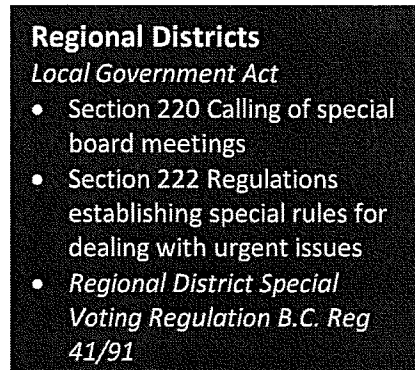 Regional Districts
Local Government Act
• Section 220 Calling of special
board meetings
• Section 222 Regulations
establishing special rules for
dealing with urgent issues
• Regional District Special
Voting Regulation B.C. Reg
41/91